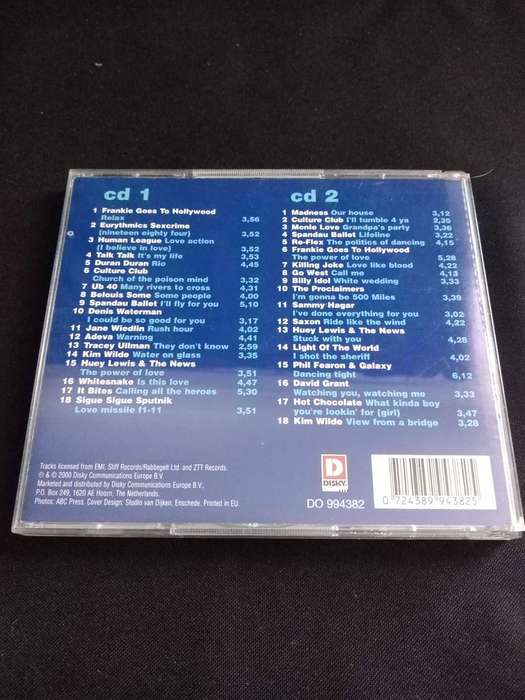 cd 1
1 Frankie Goes To Hollywood
Relax 3,56
2 Eurythmics Sexcrime
(nineteen eighty four) 3,52
3 Human League Love action
(I believe in love) 3,52
4 Talk Talk It's my life 3,53
5 Duran Duran Rio 4,45
6 Culture Club
Church of the poison mind 3,32
7 Ub 40 Many rivers to cross 4,31
8 Belouis Some Some people 4,00
9 Spandau Ballet I'll fly for you 5,10
10 Denis Waterman
I could be so good for you 3,17
11 Jane Wiedlin Rush hour 4,02
12 Adeva Warning 4,41
13 Tracey Ullman They don't know 2,59
14 Kim Wilde Water on glass 3,35
15 Huey Lewis & The News
The power of love 3,51
16 Whitesnake Is this love 4,47
17 It Bites Calling all the heroes 5,30
18 Sigue Sigue Sputnik
Love missile f1-11 3,51
cd 2
1 Madness Our house 3,12
2 Culture Club I'll tumble 4 ya 2,35
3 Monie Love Grandpa's party 3,36
4 Spandau Ballet Lifeline 3,22
5 Re-Flex The politics of dancing 4,15
6 Frankie Goes To Hollywood
The power of love 5,28
7 Killing Joke Love like blood 4,22
8 Go West Call me 4,13
9 Billy Idol White wedding 3,33
10 The Proclaimers
I'm gonna be 500 Miles 3,39
11 Sammy Hagar
I've done everything for you 3,02
12 Saxon Ride like the wind 4,22
13 Huey Lewis & The News
Stuck with you 4,28
14 Light Of The World
I shot the sheriff 4,02
15 Phil Fearon & Galaxy
Dancing tight 6,12
16 David Grant
Watching you, watching me 3,33
17 Hot Chocolate What kinda boy
you're lookin' for (girl) 3,47
18 Kim Wilde View from a bridge 3,28
Tracks licensed from EMI, Stiff Records/Rabbegelt Ltd. and ZTT Records.
℗ & © 2000 Disky Communications Europe B.V.
Marketed and distributed by Disky Communications Europe B.V.,
P.O. Box 249, 1620 AE Hoorn, The Netherlands.
Photos: ABC Press. Cover Design: Studio van Dijken, Enschede. Printed in EU.
D
DISKY
DO 994382
0 724389 943825